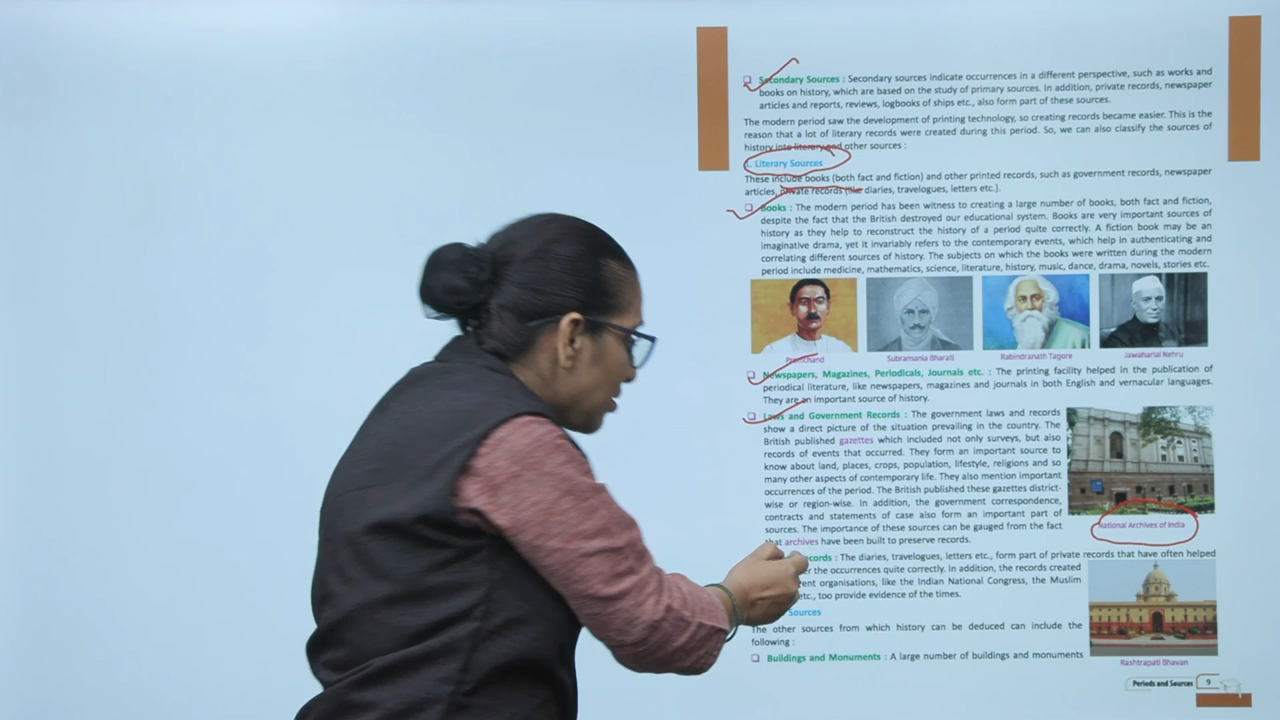 Secondary Sources : Secondary sources indicate occurrences in a different perspective, such as works and
books on history, which are based on the study of primary sources. In addition, private records, newspaper
articles and reports, reviews, logbooks of ships etc., also form part of these sources.
The modern period saw the development of printing technology, so creating records became easier. This is the
reason that a lot of literary records were created during this period. So, we can also classify the sources of
history into literary and other sources :
1. Literary Sources
These include books (both fact and fiction) and other printed records, such as government records, newspaper
articles, private records (like diaries, travelogues, letters etc.).
Books : The modern period has been witness to creating a large number of books, both fact and fiction,
despite the fact that the British destroyed our educational system. Books are very important sources of
history as they help to reconstruct the history of a period quite correctly. A fiction book may be an
imaginative drama, yet it invariably refers to the contemporary events, which help in authenticating and
correlating different sources of history. The subjects on which the books were written during the modern
period include medicine, mathematics, science, literature, history, music, dance, drama, novels, stories etc.
Premchand
Subramania Bharati
Rabindranath Tagore
Jawaharlal Nehru
Newspapers, Magazines, Periodicals, Journals etc. : The printing facility helped in the publication of
periodical literature, like newspapers, magazines and journals in both English and vernacular languages.
They are an important source of history.
Laws and Government Records : The government laws and records
show a direct picture of the situation prevailing in the country. The
British published gazettes which included not only surveys, but also
records of events that occurred. They form an important source to
know about land, places, crops, population, lifestyle, religions and so
many other aspects of contemporary life. They also mention important
occurrences of the period. The British published these gazettes district-
wise or region-wise. In addition, the government correspondence,
contracts and statements of case also form an important part of
sources. The importance of these sources can be gauged from the fact
that archives have been built to preserve records.
National Archives of India
: The diaries, travelogues, letters etc., form part of private records that have often helped
the occurrences quite correctly. In addition, the records created
organisations, like the Indian National Congress, the Muslim
etc., too provide evidence of the times.
Sources
The other sources from which history can be deduced can include the
following :
Buildings and Monuments : A large number of buildings and monuments
Rashtrapati Bhavan
Periods and Sources 9